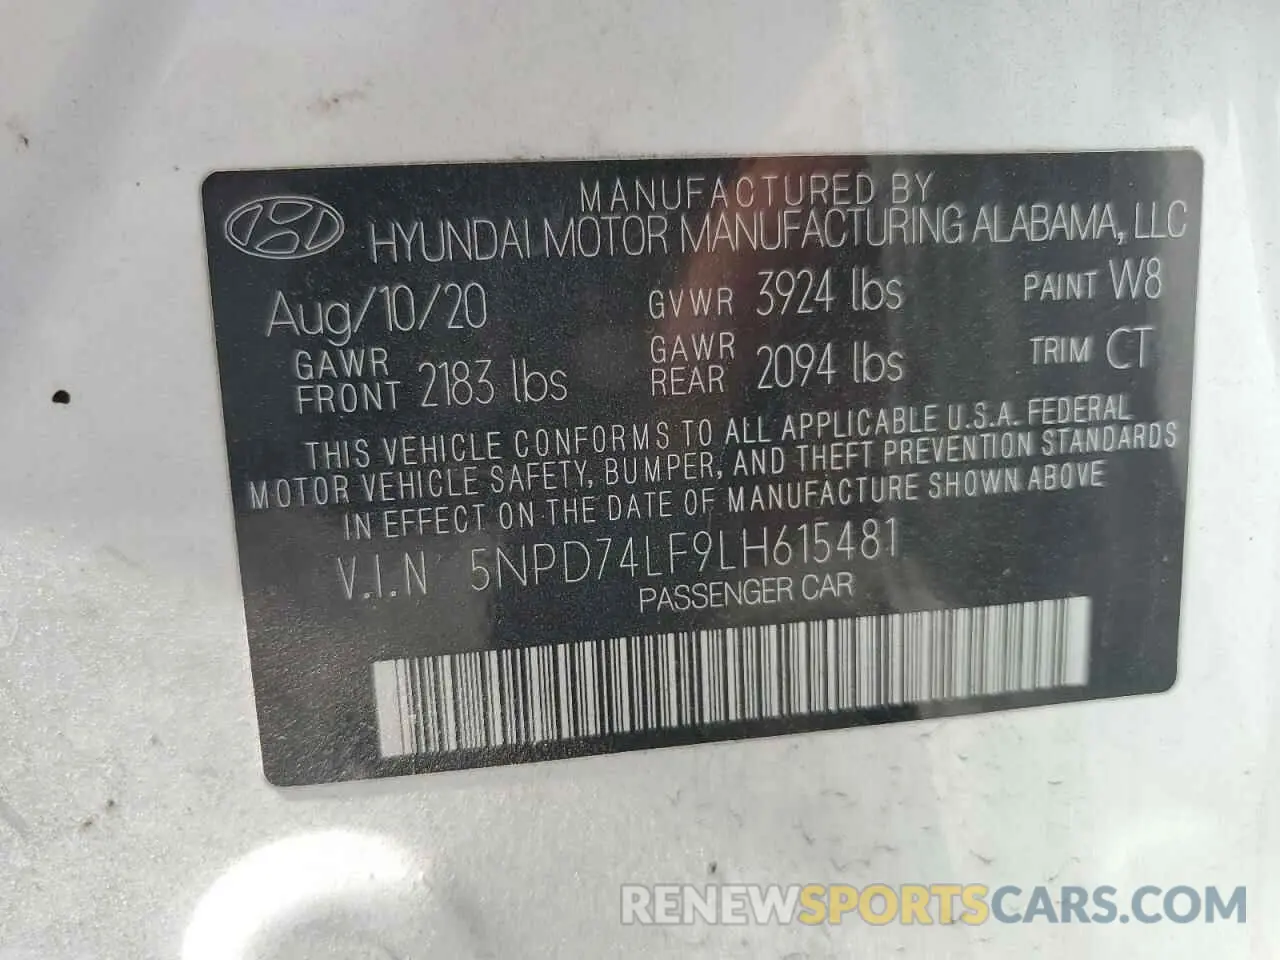 MANUFACTURED BY
HYUNDAI MOTOR MANUFACTURING ALABAMA, LLC
Aug/10/20 GVWR 3924 lbs PAINT W8
GAWR FRONT 2183 lbs GAWR REAR 2094 lbs TRIM CT
THIS VEHICLE CONFORMS TO ALL APPLICABLE U.S.A. FEDERAL
MOTOR VEHICLE SAFETY, BUMPER, AND THEFT PREVENTION STANDARDS
IN EFFECT ON THE DATE OF MANUFACTURE SHOWN ABOVE
V.I.N 5NPD74LF9LH615481
PASSENGER CAR
RENEWSPORTSCARS.COM